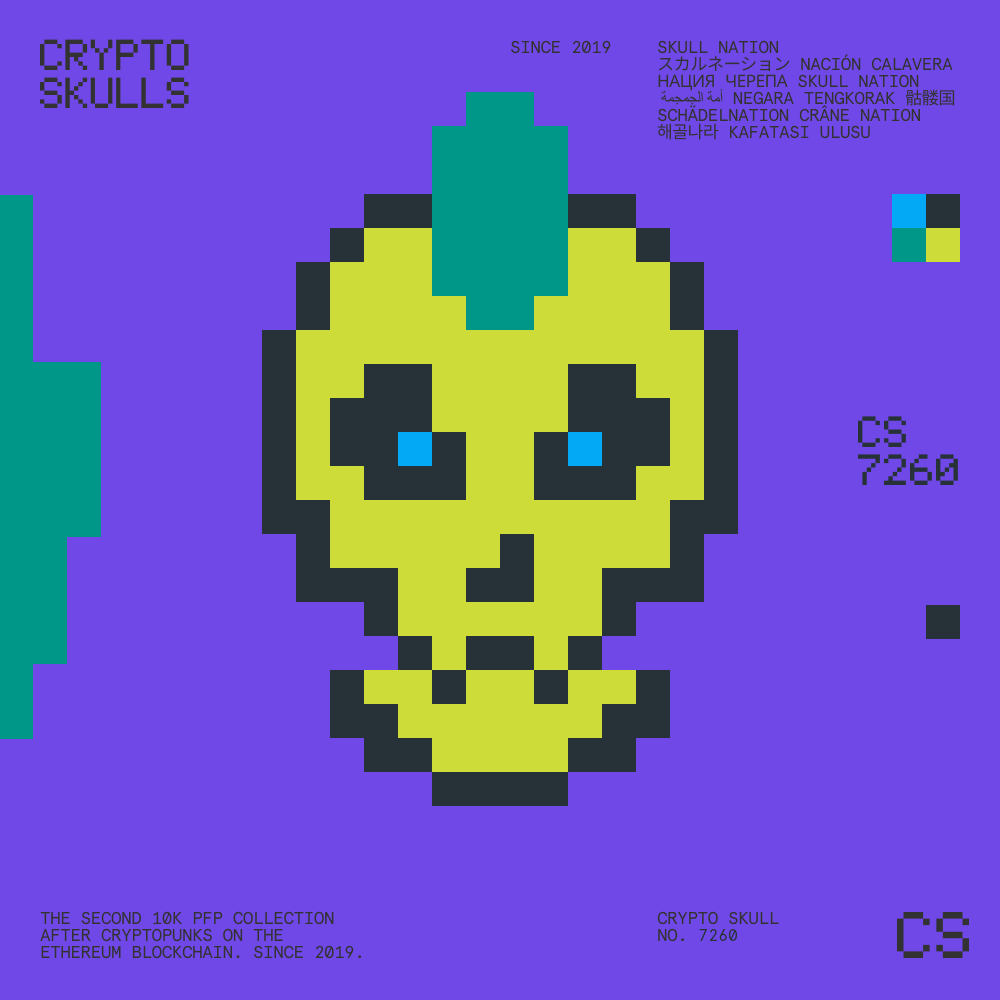 CRYPTO
SKULLS
SINCE 2019
SKULL NATION
スカルネーション NACIÓN CALAVERA
НАЦИЯ ЧЕРЕПА SKULL NATION
أمة الجمجمة NEGARA TENGKORAK 骷髅国
SCHÄDELNATION CRÂNE NATION
해골나라 KAFATASI ULUSU
CS
7260
THE SECOND 10K PFP COLLECTION
AFTER CRYPTOPUNKS ON THE
ETHEREUM BLOCKCHAIN. SINCE 2019.
CRYPTO SKULL
NO. 7260
CS